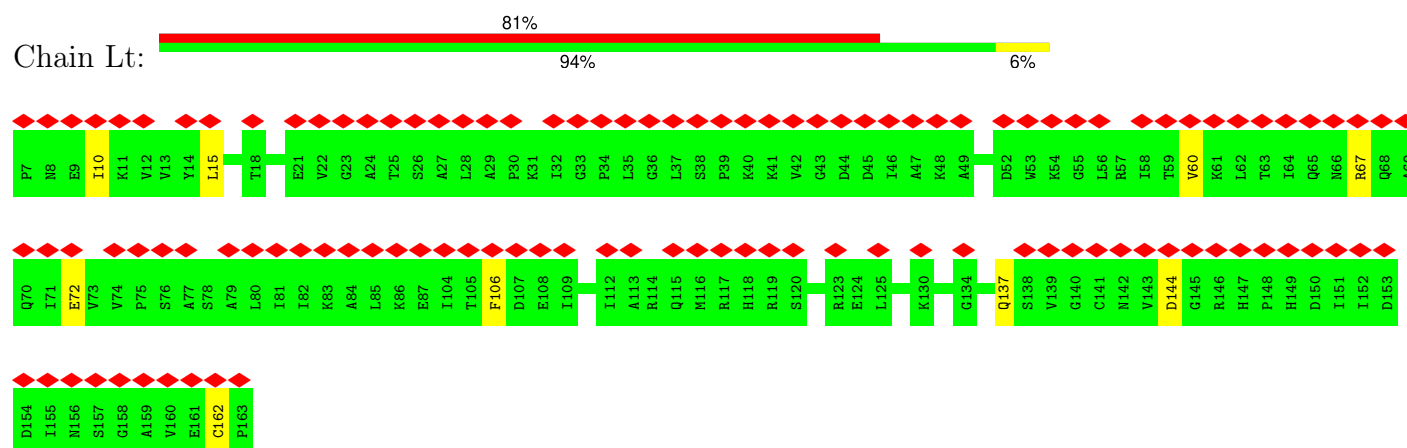 81%
Chain Lt:
94% 6%
P7 N8 E9 I10 K11 V12 V13 Y14 L15 T18 E21 V22 G23 A24 T25 S26 A27 L28 A29 P30 K31 I32 G33 P34 L35 G36 L37 S38 P39 K40 K41 V42 G43 D44 D45 I46 A47 K48 A49 D52 W53 K54 G55 L56 R57 I58 T59 V60 K61 L62 T63 I64 Q65 N66 R67 Q68
Q70 I71 E72 V73 V74 P75 S76 A77 S78 A79 L80 I81 I82 K83 A84 L85 K86 E87 I104 T105 F106 D107 E108 I109 I112 A113 R114 Q115 M116 R117 H118 R119 S120 R123 E124 L125 K130 G134 Q137 S138 V139 G140 C141 N142 V143 D144 G145 R146 H147 P148 H149 D150 I151 I152 D153
D154 I155 N156 S157 G158 A159 V160 E161 C162 P163